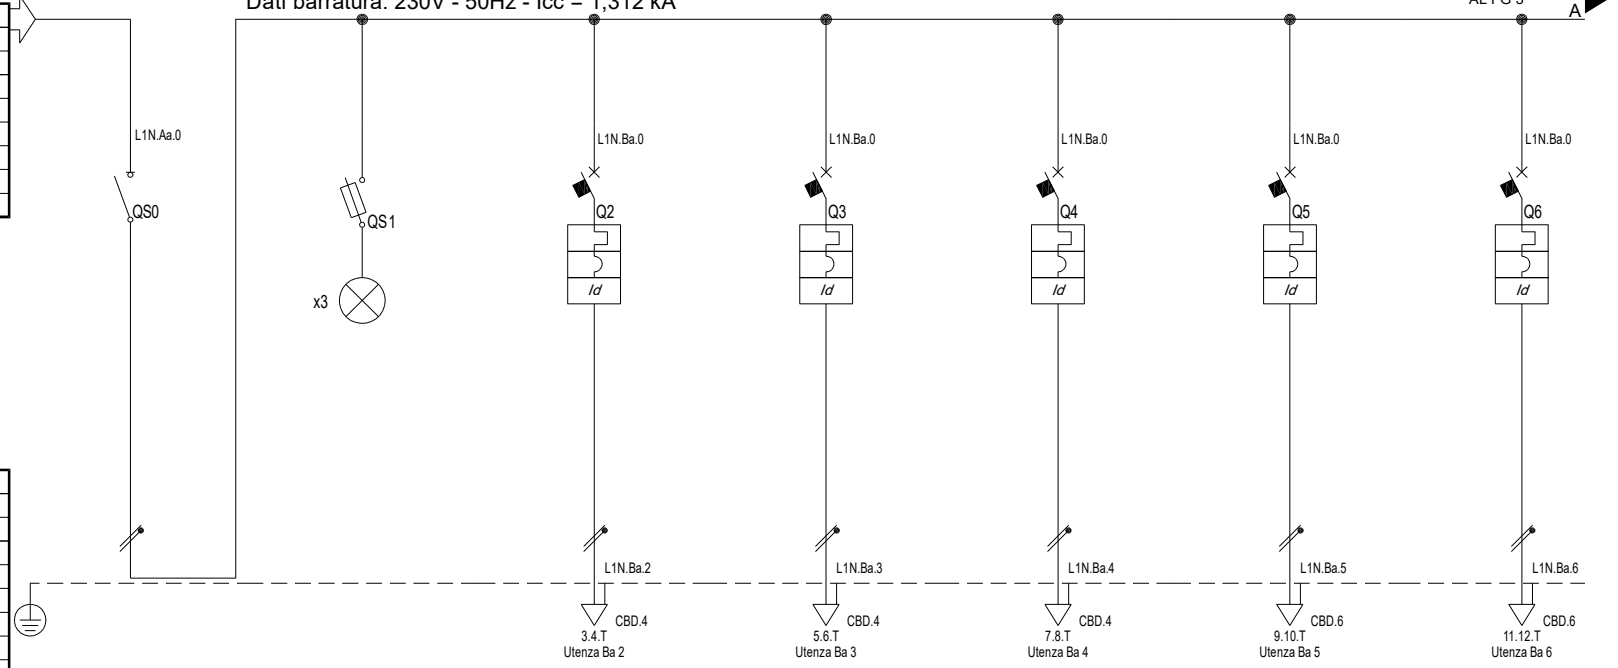 Dati barratura: 230V - 50Hz - Icc = 1,312 kA
A
L1N.Aa.0
L1N.Ba.0
L1N.Ba.0
L1N.Ba.0
L1N.Ba.0
L1N.Ba.0
QS0
QS1
Q2
Q3
Q4
Q5
Q6
x3
Id
Id
Id
Id
Id
L1N.Ba.2
L1N.Ba.3
L1N.Ba.4
L1N.Ba.5
L1N.Ba.6
CBD.4
CBD.4
CBD.4
CBD.6
CBD.6
3.4.T
5.6.T
7.8.T
9.10.T
11.12.T
Utenza Ba 2
Utenza Ba 3
Utenza Ba 4
Utenza Ba 5
Utenza Ba 6